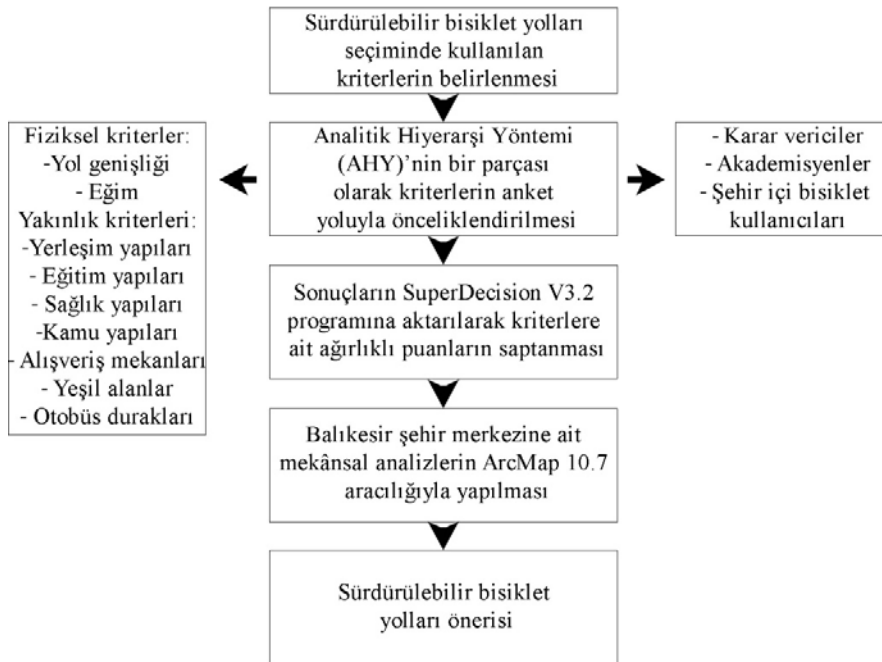 Sürdürülebilir bisiklet yolları
seçiminde kullanılan
kriterlerin belirlenmesi
Fiziksel kriterler:
-Yol genişliği
- Eğim
Yakınlık kriterleri:
-Yerleşim yapıları
- Eğitim yapıları
- Sağlık yapıları
-Kamu yapıları
- Alışveriş mekanları
- Yeşil alanlar
- Otobüs durakları
Analitik Hiyerarşi Yöntemi
(AHY)’nin bir parçası
olarak kriterlerin anket
yoluyla önceliklendirilmesi
- Karar vericiler
- Akademisyenler
- Şehir içi bisiklet
kullanıcıları
Sonuçların SuperDecision V3.2
programına aktarılarak kriterlere
ait ağırlıklı puanların saptanması
Balıkesir şehir merkezine ait
mekânsal analizlerin ArcMap 10.7
aracılığıyla yapılması
Sürdürülebilir bisiklet
yolları önerisi